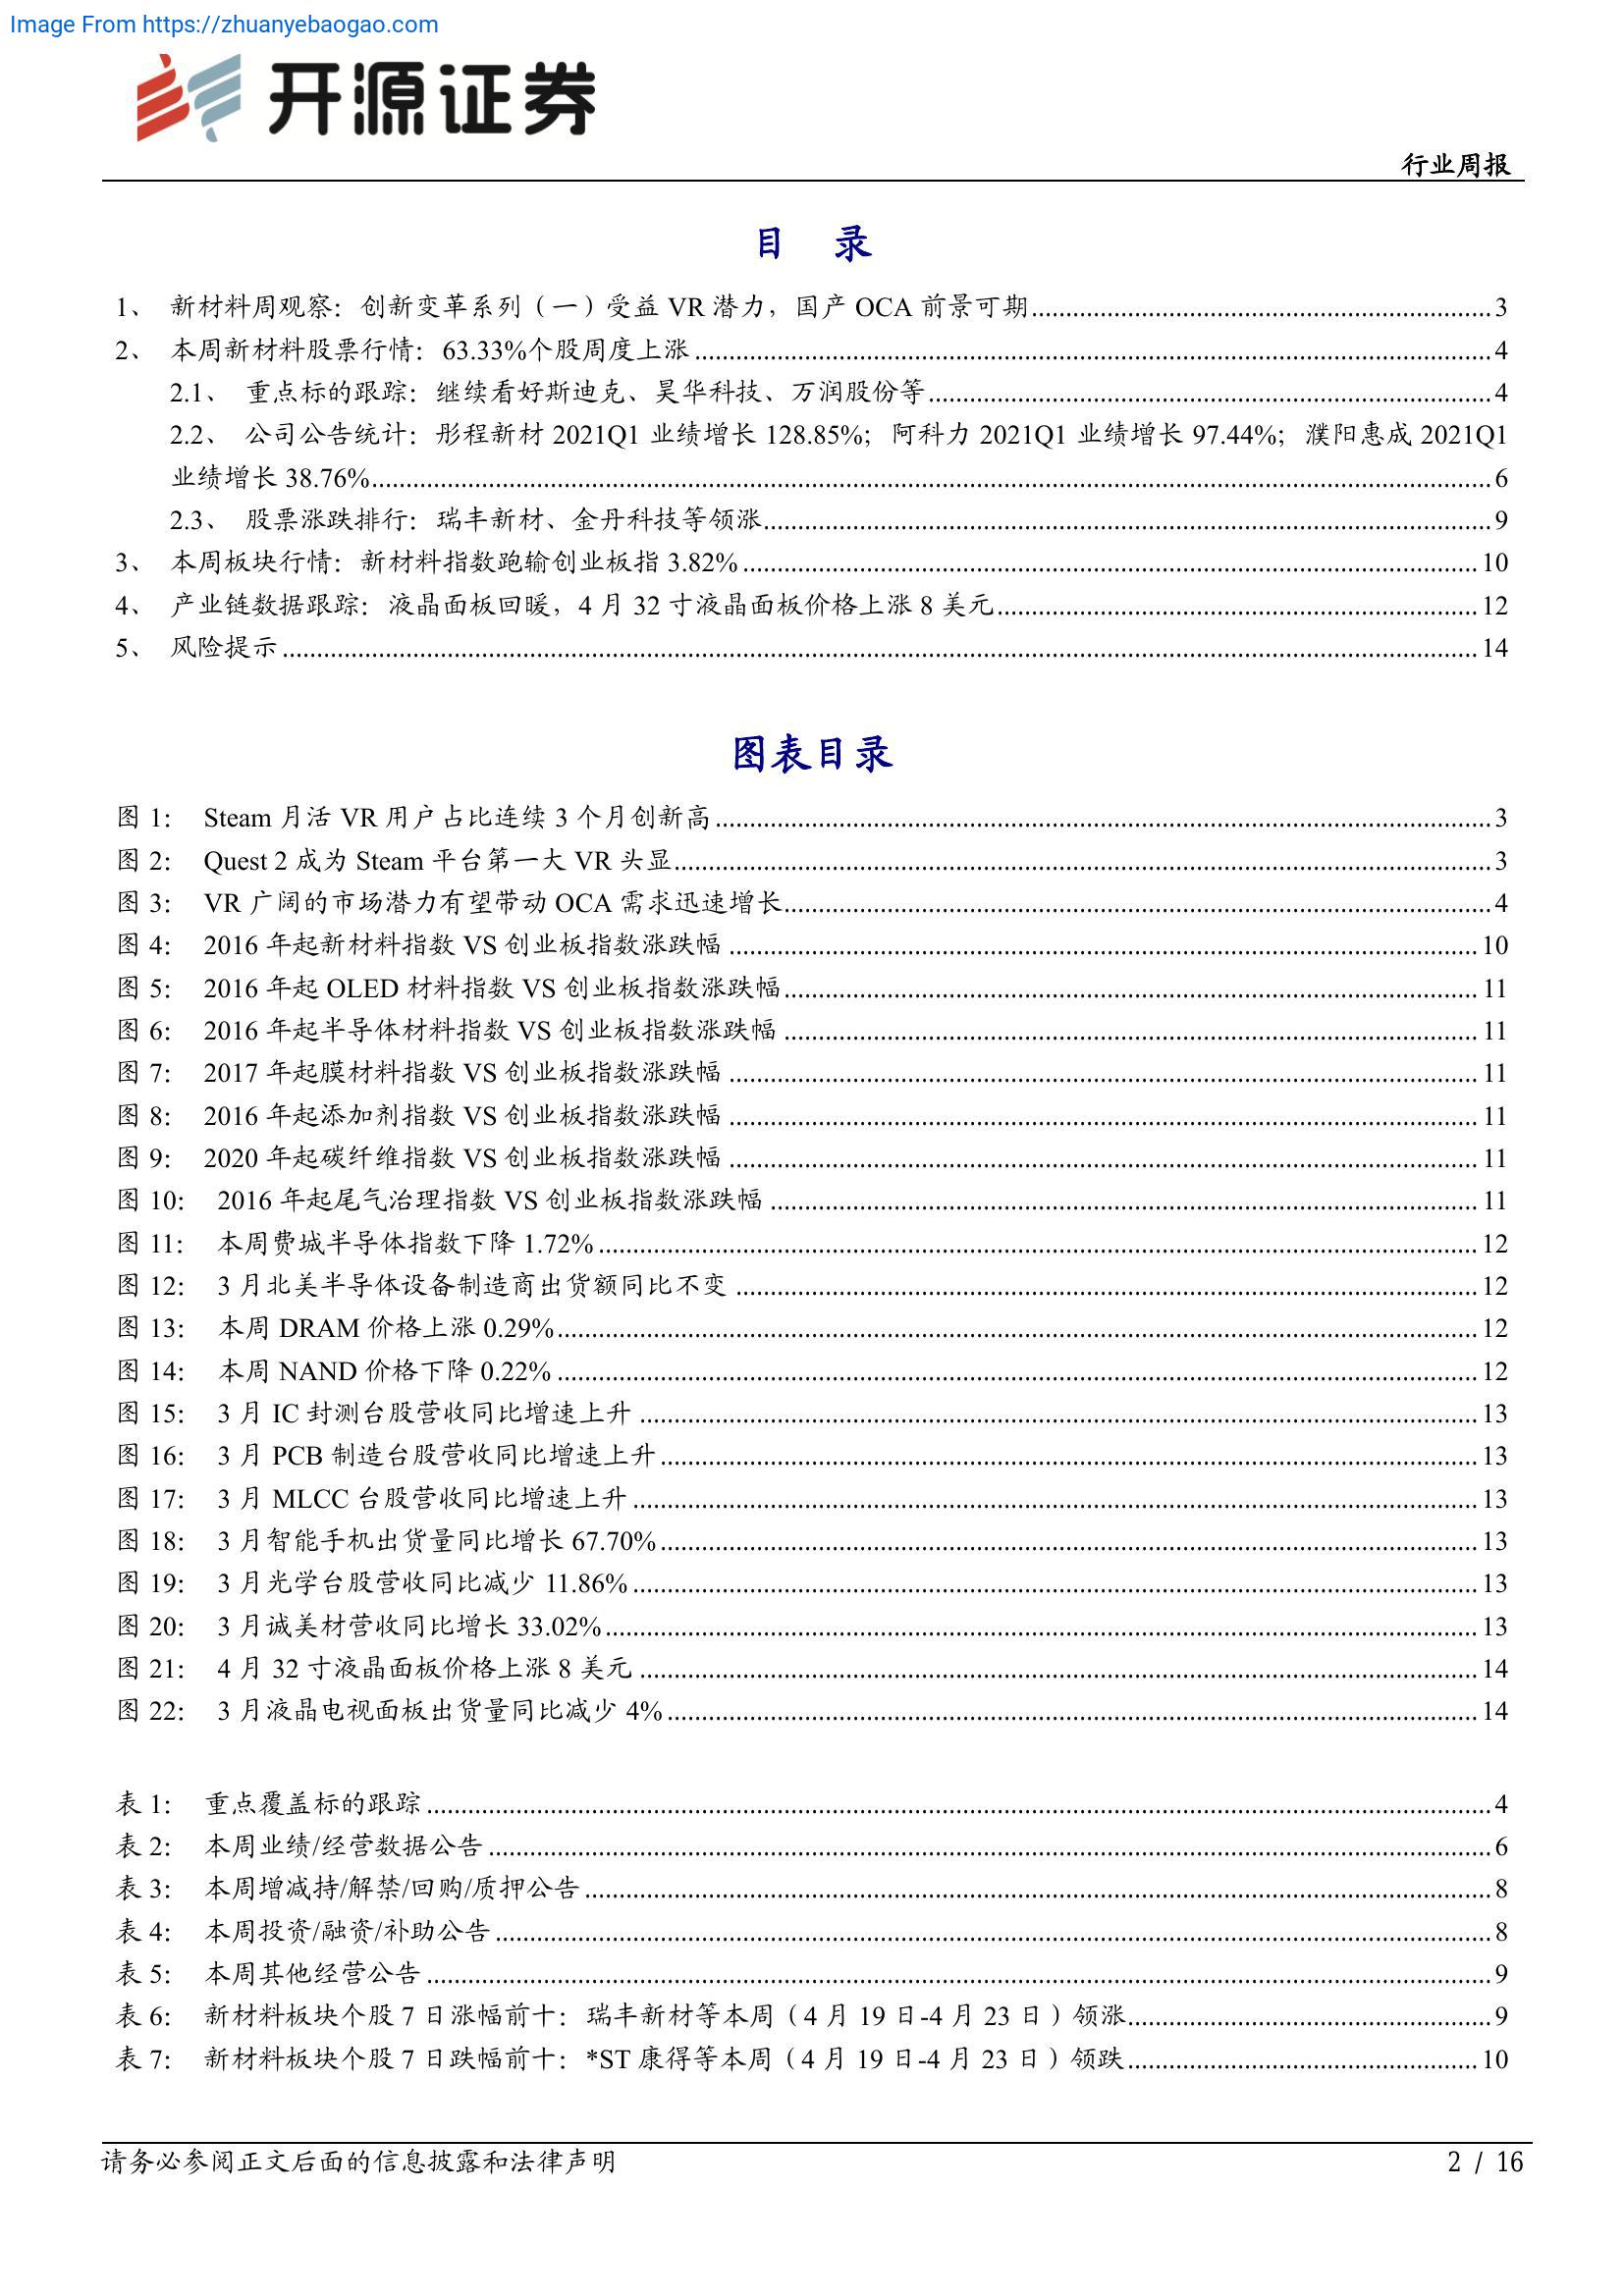 Image From https://zhuanyebaogao.com
开源证券
行业周报
目 录
1、 新材料周观察：创新变革系列（一）受益 VR 潜力，国产 OCA 前景可期 3
2、 本周新材料股票行情：63.33%个股周度上涨 4
2.1、 重点标的跟踪：继续看好斯迪克、昊华科技、万润股份等 4
2.2、 公司公告统计：彤程新材 2021Q1 业绩增长 128.85%；阿科力 2021Q1 业绩增长 97.44%；濮阳惠成 2021Q1
业绩增长 38.76% 6
2.3、 股票涨跌排行：瑞丰新材、金丹科技等领涨 9
3、 本周板块行情：新材料指数跑输创业板指 3.82% 10
4、 产业链数据跟踪：液晶面板回暖，4 月 32 寸液晶面板价格上涨 8 美元 12
5、 风险提示 14
图表目录
图 1： Steam 月活 VR 用户占比连续 3 个月创新高 3
图 2： Quest 2 成为 Steam 平台第一大 VR 头显 3
图 3： VR 广阔的市场潜力有望带动 OCA 需求迅速增长 4
图 4： 2016 年起新材料指数 VS 创业板指数涨跌幅 10
图 5： 2016 年起 OLED 材料指数 VS 创业板指数涨跌幅 11
图 6： 2016 年起半导体材料指数 VS 创业板指数涨跌幅 11
图 7： 2017 年起膜材料指数 VS 创业板指数涨跌幅 11
图 8： 2016 年起添加剂指数 VS 创业板指数涨跌幅 11
图 9： 2020 年起碳纤维指数 VS 创业板指数涨跌幅 11
图 10： 2016 年起尾气治理指数 VS 创业板指数涨跌幅 11
图 11： 本周费城半导体指数下降 1.72% 12
图 12： 3 月北美半导体设备制造商出货额同比不变 12
图 13： 本周 DRAM 价格上涨 0.29% 12
图 14： 本周 NAND 价格下降 0.22% 12
图 15： 3 月 IC 封测台股营收同比增速上升 13
图 16： 3 月 PCB 制造台股营收同比增速上升 13
图 17： 3 月 MLCC 台股营收同比增速上升 13
图 18： 3 月智能手机出货量同比增长 67.70% 13
图 19： 3 月光学台股营收同比减少 11.86% 13
图 20： 3 月诚美材营收同比增长 33.02% 13
图 21： 4 月 32 寸液晶面板价格上涨 8 美元 14
图 22： 3 月液晶电视面板出货量同比减少 4% 14
表 1： 重点覆盖标的跟踪 4
表 2： 本周业绩/经营数据公告 6
表 3： 本周增减持/解禁/回购/质押公告 8
表 4： 本周投资/融资/补助公告 8
表 5： 本周其他经营公告 9
表 6： 新材料板块个股 7 日涨幅前十：瑞丰新材等本周（4 月 19 日-4 月 23 日）领涨 9
表 7： 新材料板块个股 7 日跌幅前十：*ST 康得等本周（4 月 19 日-4 月 23 日）领跌 10
请务必参阅正文后面的信息披露和法律声明 2 / 16